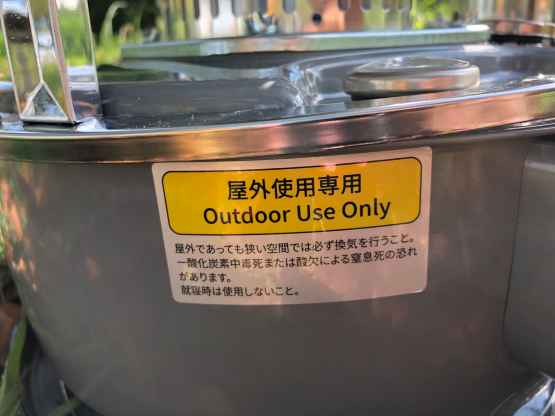 屋外使用専用
Outdoor Use Only
屋外であっても狭い空間では必ず換気を行うこと。
一酸化炭素中毒死または酸欠による窒息死の恐れ
があります。
就寝時は使用しないこと。